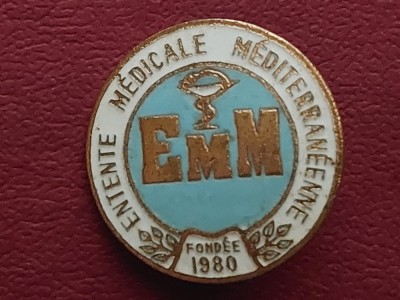 ENTENTE MÉDICALE MÉDITERRANÉENNE
EMM
FONDÉE
1980